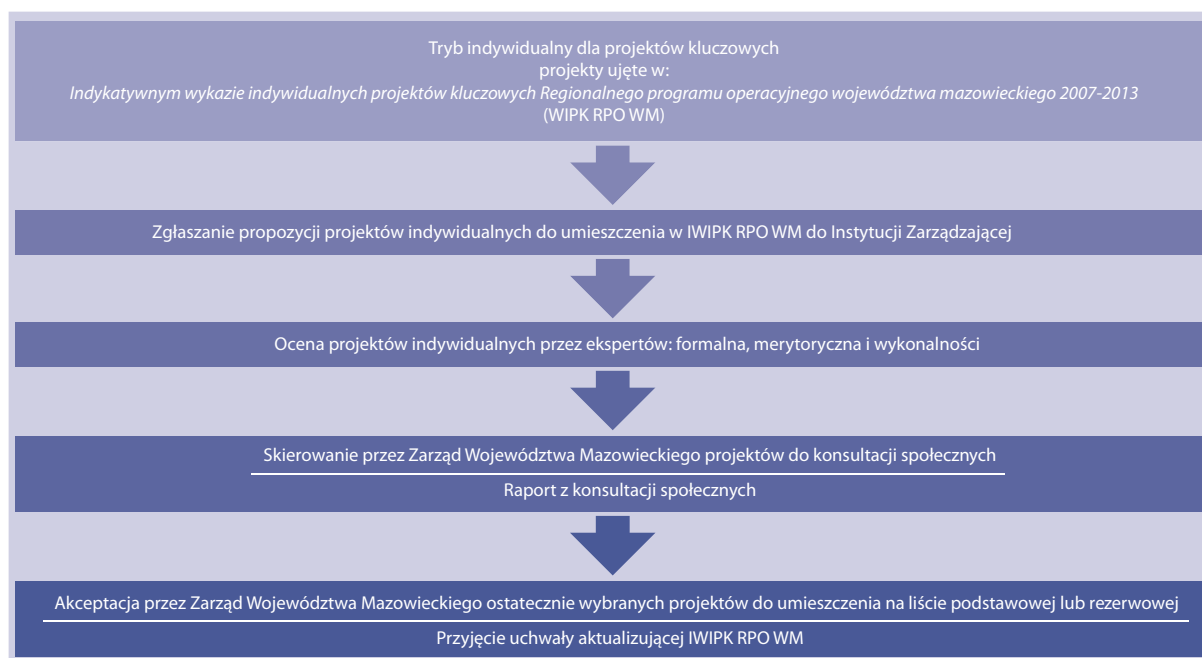 Tryb indywidualny dla projektów kluczowych
projekty ujęte w:
Indykatywnym wykazie indywidualnych projektów kluczowych Regionalnego programu operacyjnego województwa mazowieckiego 2007-2013
(WIPK RPO WM)
Zgłaszanie propozycji projektów indywidualnych do umieszczenia w IWIPK RPO WM do Instytucji Zarządzającej
Ocena projektów indywidualnych przez ekspertów: formalna, merytoryczna i wykonalności
Skierowanie przez Zarząd Województwa Mazowieckiego projektów do konsultacji społecznych
Raport z konsultacji społecznych
Akceptacja przez Zarząd Województwa Mazowieckiego ostatecznie wybranych projektów do umieszczenia na liście podstawowej lub rezerwowej
Przyjęcie uchwały aktualizującej IWIPK RPO WM